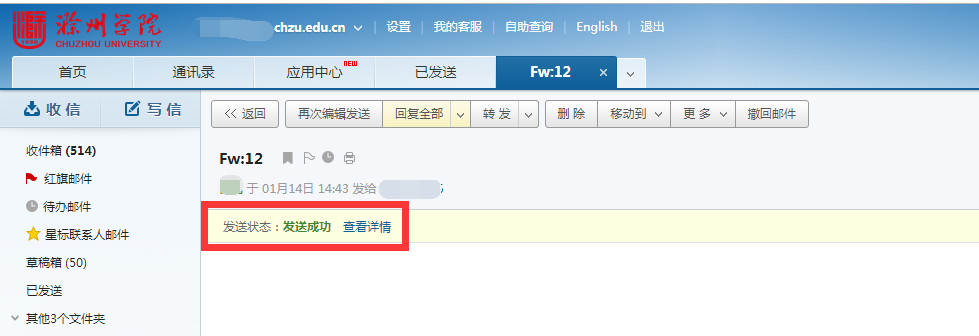 滁州学院
CHUZHOU UNIVERSITY
chzu.edu.cn 设置 | 我的客服 | 自助查询 | English | 退出
首页 通讯录 应用中心 NEW 已发送 Fw:12 ×
收信 写信
<< 返回 再次编辑发送 回复全部 转 发 删 除 移动到 更 多 撤回邮件
收件箱 (514)
红旗邮件
待办邮件
星标联系人邮件
草稿箱 (50)
已发送
其他3个文件夹
Fw:12
于 01月14日 14:43 发给
发送状态：发送成功 查看详情